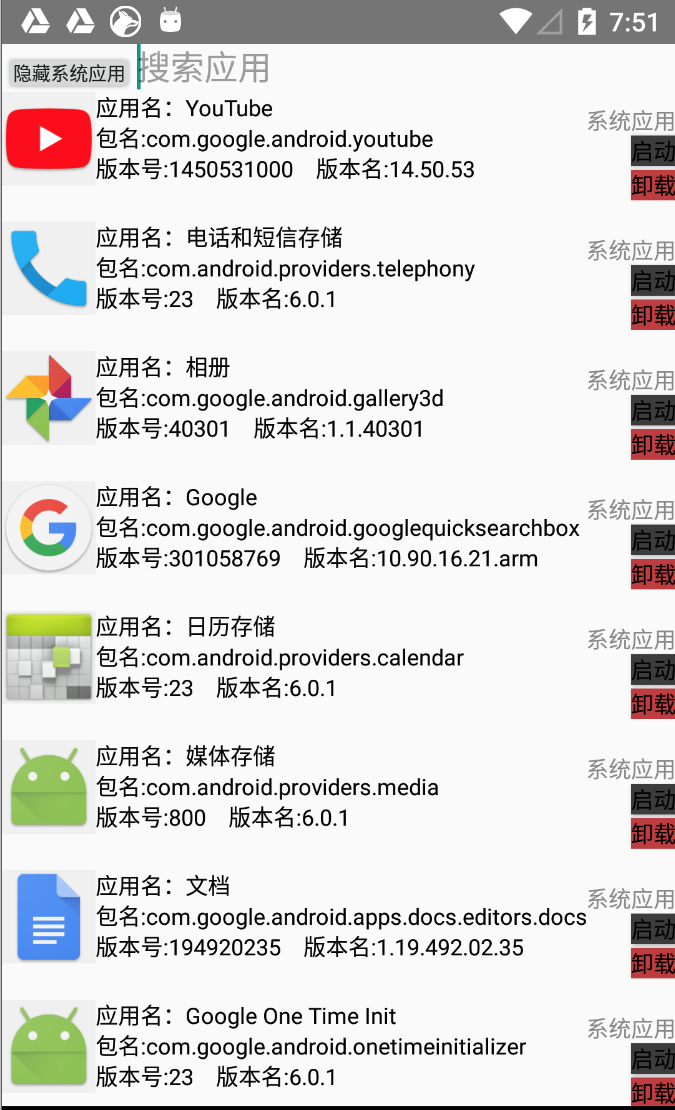 7:51
隐藏系统应用 搜索应用
应用名：YouTube
系统应用
包名:com.google.android.youtube
启动
版本号:1450531000 版本名:14.50.53
卸载
应用名：电话和短信存储
系统应用
包名:com.android.providers.telephony
启动
版本号:23 版本名:6.0.1
卸载
应用名：相册
系统应用
包名:com.google.android.gallery3d
启动
版本号:40301 版本名:1.1.40301
卸载
应用名：Google
系统应用
包名:com.google.android.googlequicksearchbox
启动
版本号:301058769 版本名:10.90.16.21.arm
卸载
应用名：日历存储
系统应用
包名:com.android.providers.calendar
启动
版本号:23 版本名:6.0.1
卸载
应用名：媒体存储
系统应用
包名:com.android.providers.media
启动
版本号:800 版本名:6.0.1
卸载
应用名：文档
系统应用
包名:com.google.android.apps.docs.editors.docs
启动
版本号:194920235 版本名:1.19.492.02.35
卸载
应用名：Google One Time Init
系统应用
包名:com.google.android.onetimeinitializer
启动
版本号:23 版本名:6.0.1
卸载